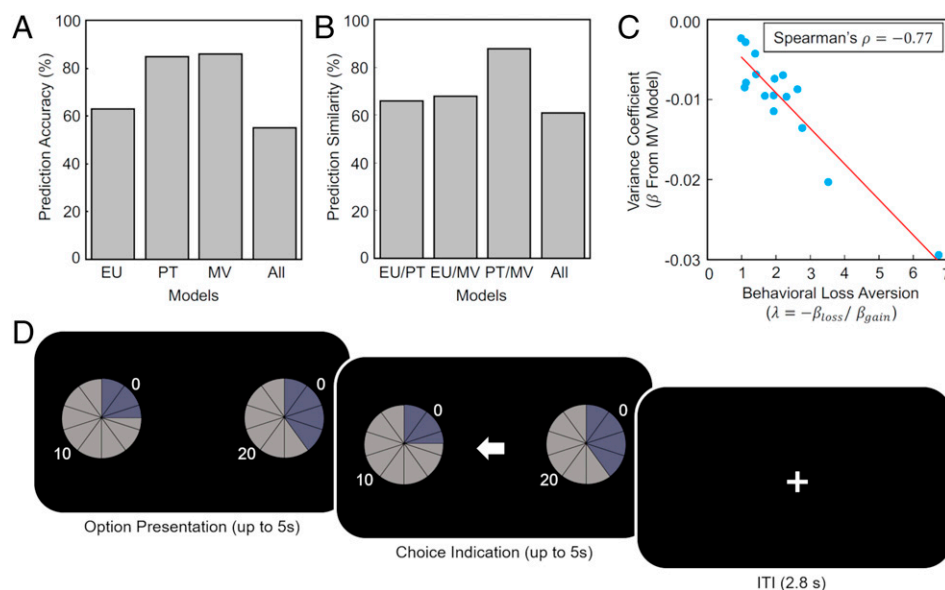 A
100
80
60
40
20
0
Prediction Accuracy (%)
EU PT MV All
Models
B
100
80
60
40
20
0
Prediction Similarity (%)
EU/PT EU/MV PT/MV All
Models
C
0.00
-0.01
-0.02
-0.03
Variance Coefficient
(β From MV Model)
Spearman's ρ = −0.77
0 1 2 3 4 5 6 7
Behavioral Loss Aversion
(λ = −β_loss/ β_gain)
D
0
10
0
20
Option Presentation (up to 5s)
0
10
0
20
Choice Indication (up to 5s)
ITI (2.8 s)